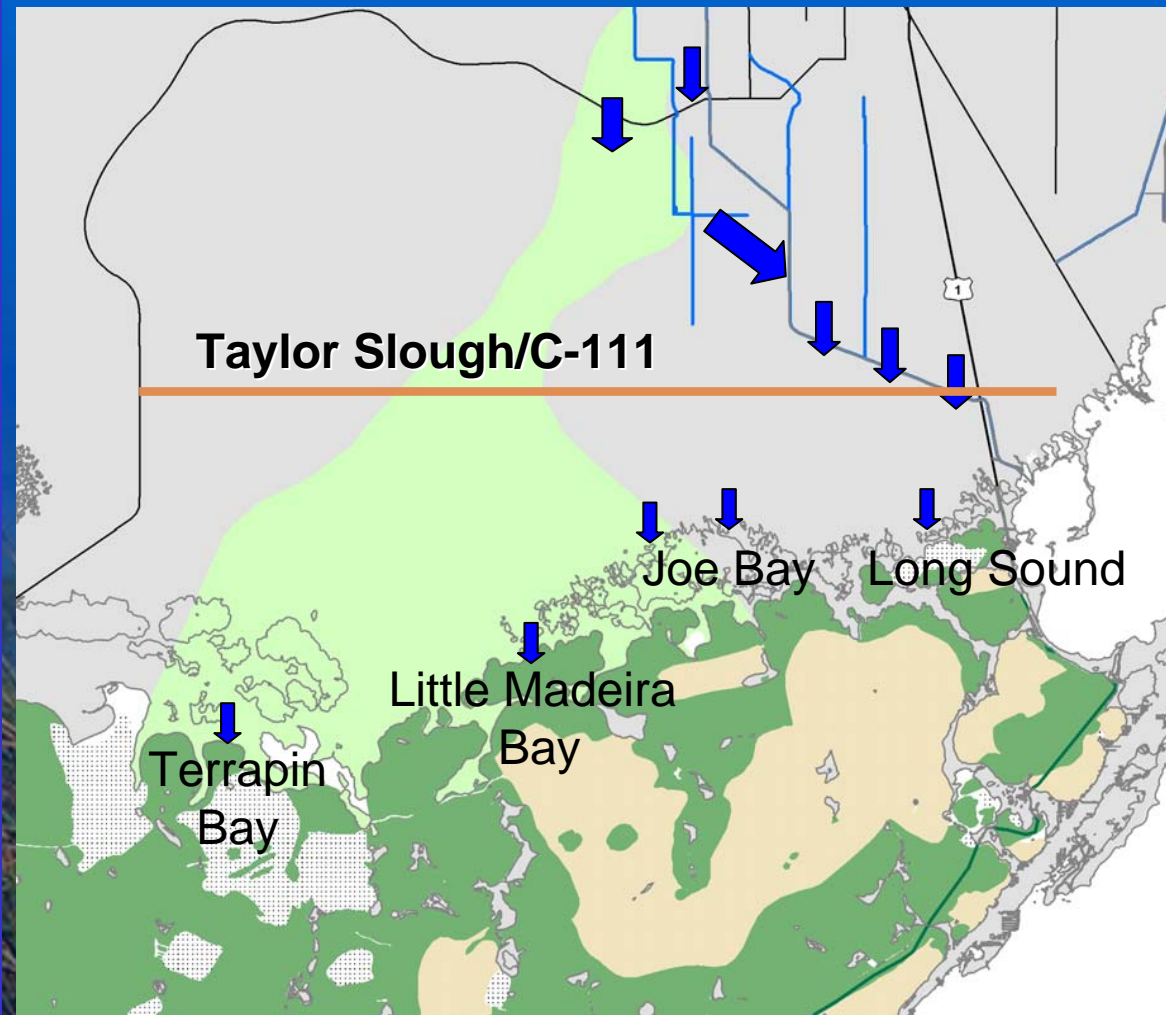 1
Taylor Slough/C-111
Joe Bay
Long Sound
Little Madeira
Bay
Terrapin
Bay